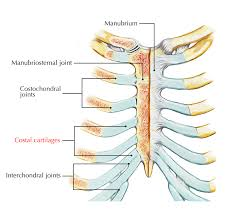 Manubrium
Manubriosternal joint
Costochondral
joints
Costal cartilages
Interchondral joints